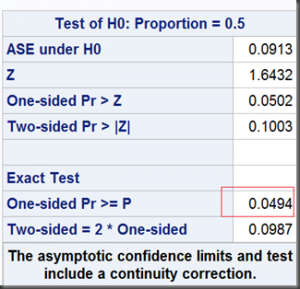 Test of H0: Proportion = 0.5
ASE under H0 0.0913
Z 1.6432
One-sided Pr > Z 0.0502
Two-sided Pr > |Z| 0.1003
Exact Test
One-sided Pr >= P 0.0494
Two-sided = 2 * One-sided 0.0987
The asymptotic confidence limits and test
include a continuity correction.